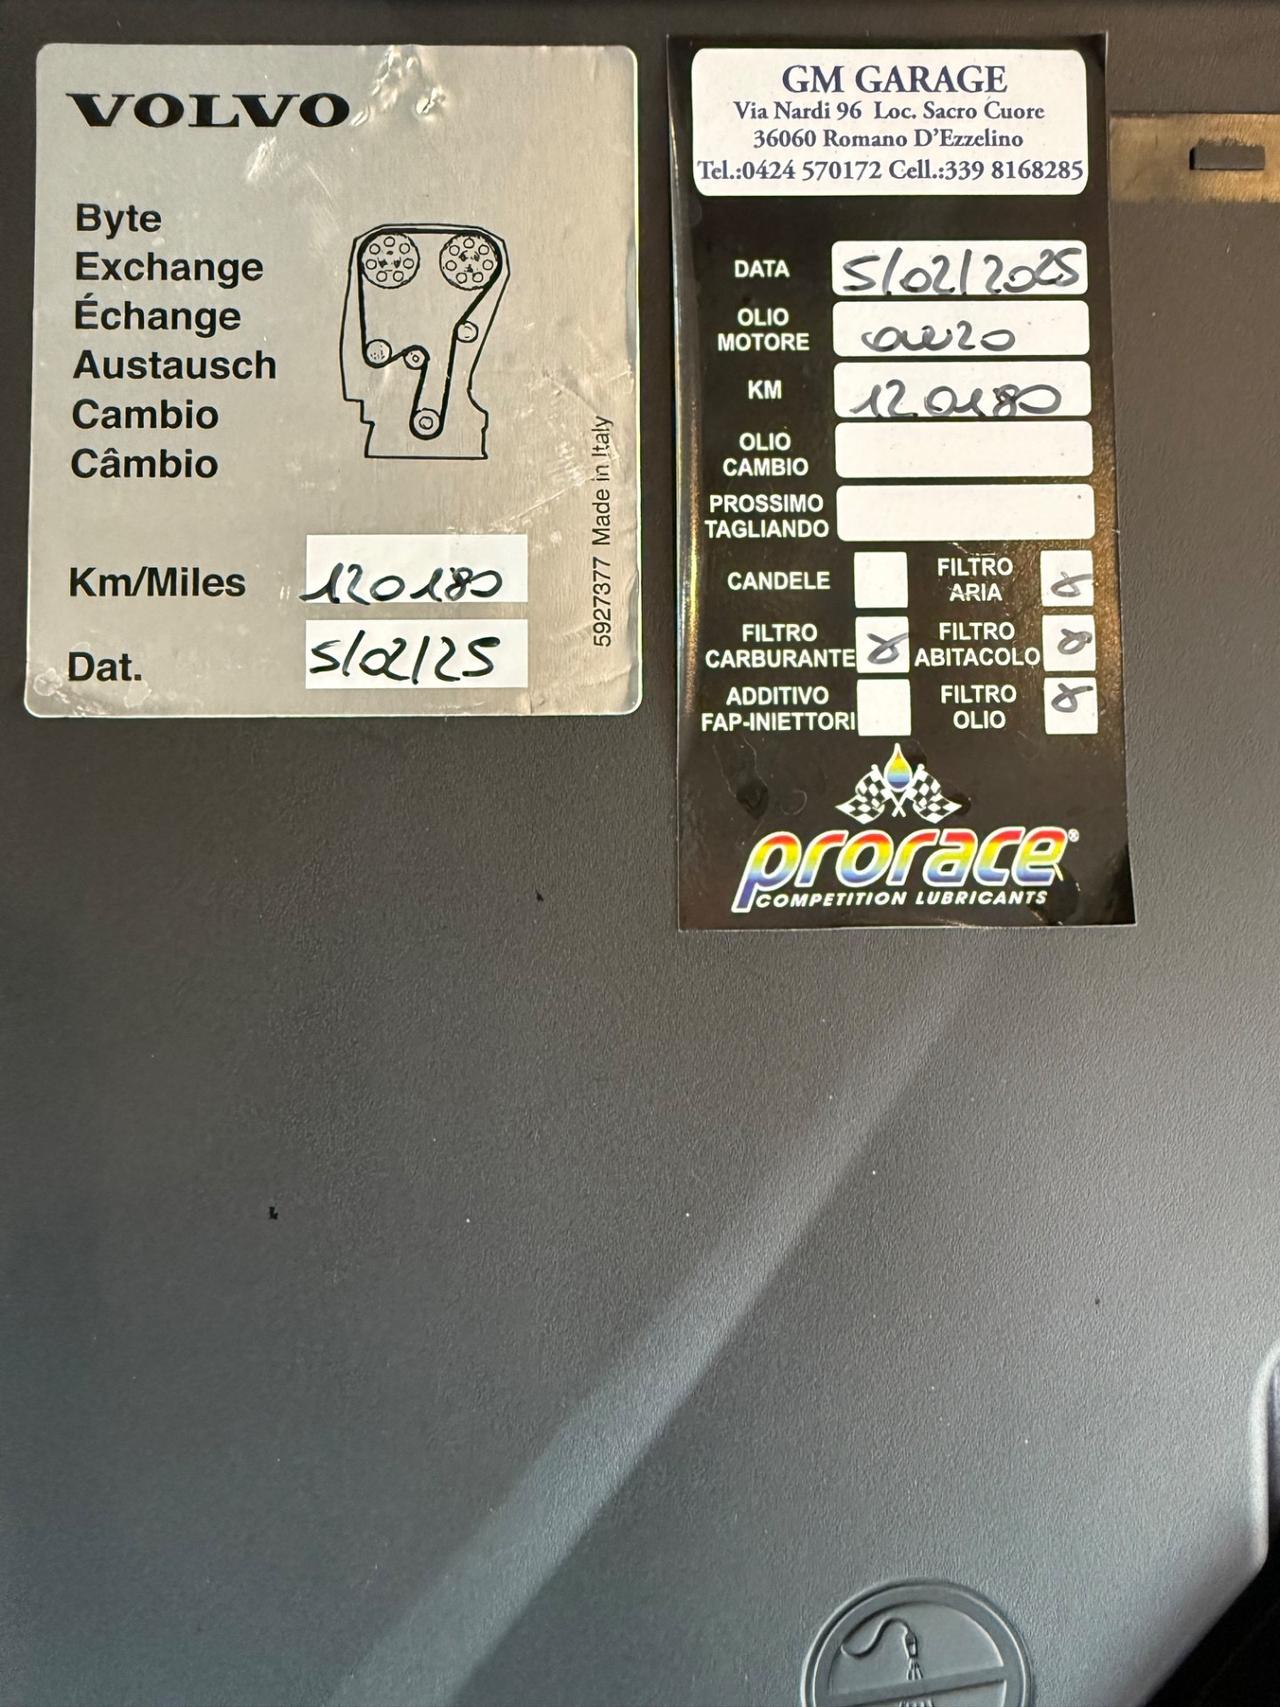 VOLVO
Byte
Exchange
Échange
Austausch
Cambio
Câmbio
Km/Miles 120180
Dat. 5/02/25
5927377 Made in Italy
GM GARAGE
Via Nardi 96 Loc. Sacro Cuore
36060 Romano D'Ezzelino
Tel.:0424 570172 Cell.:339 8168285
DATA 5/02/2025
OLIO
MOTORE 0W20
KM 120180
OLIO
CAMBIO
PROSSIMO
TAGLIANDO
CANDELE
FILTRO
ARIA
FILTRO
CARBURANTE
FILTRO
ABITACOLO
ADDITIVO
FAP-INIETTORI
FILTRO
OLIO
prorace®
COMPETITION LUBRICANTS